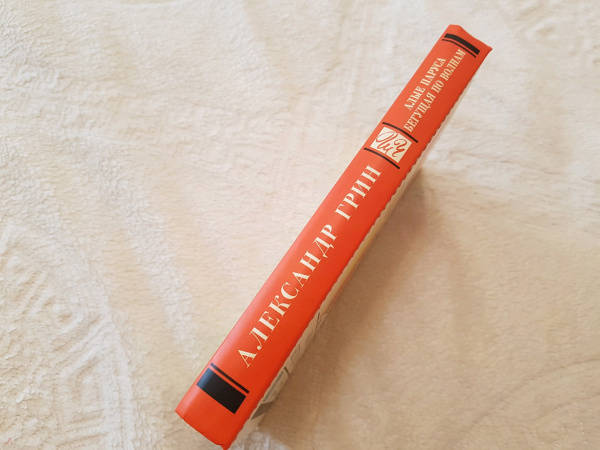 АЛЕКСАНДР ГРИН
АЛЫЕ ПАРУСА
БЕГУЩАЯ ПО ВОЛНАМ